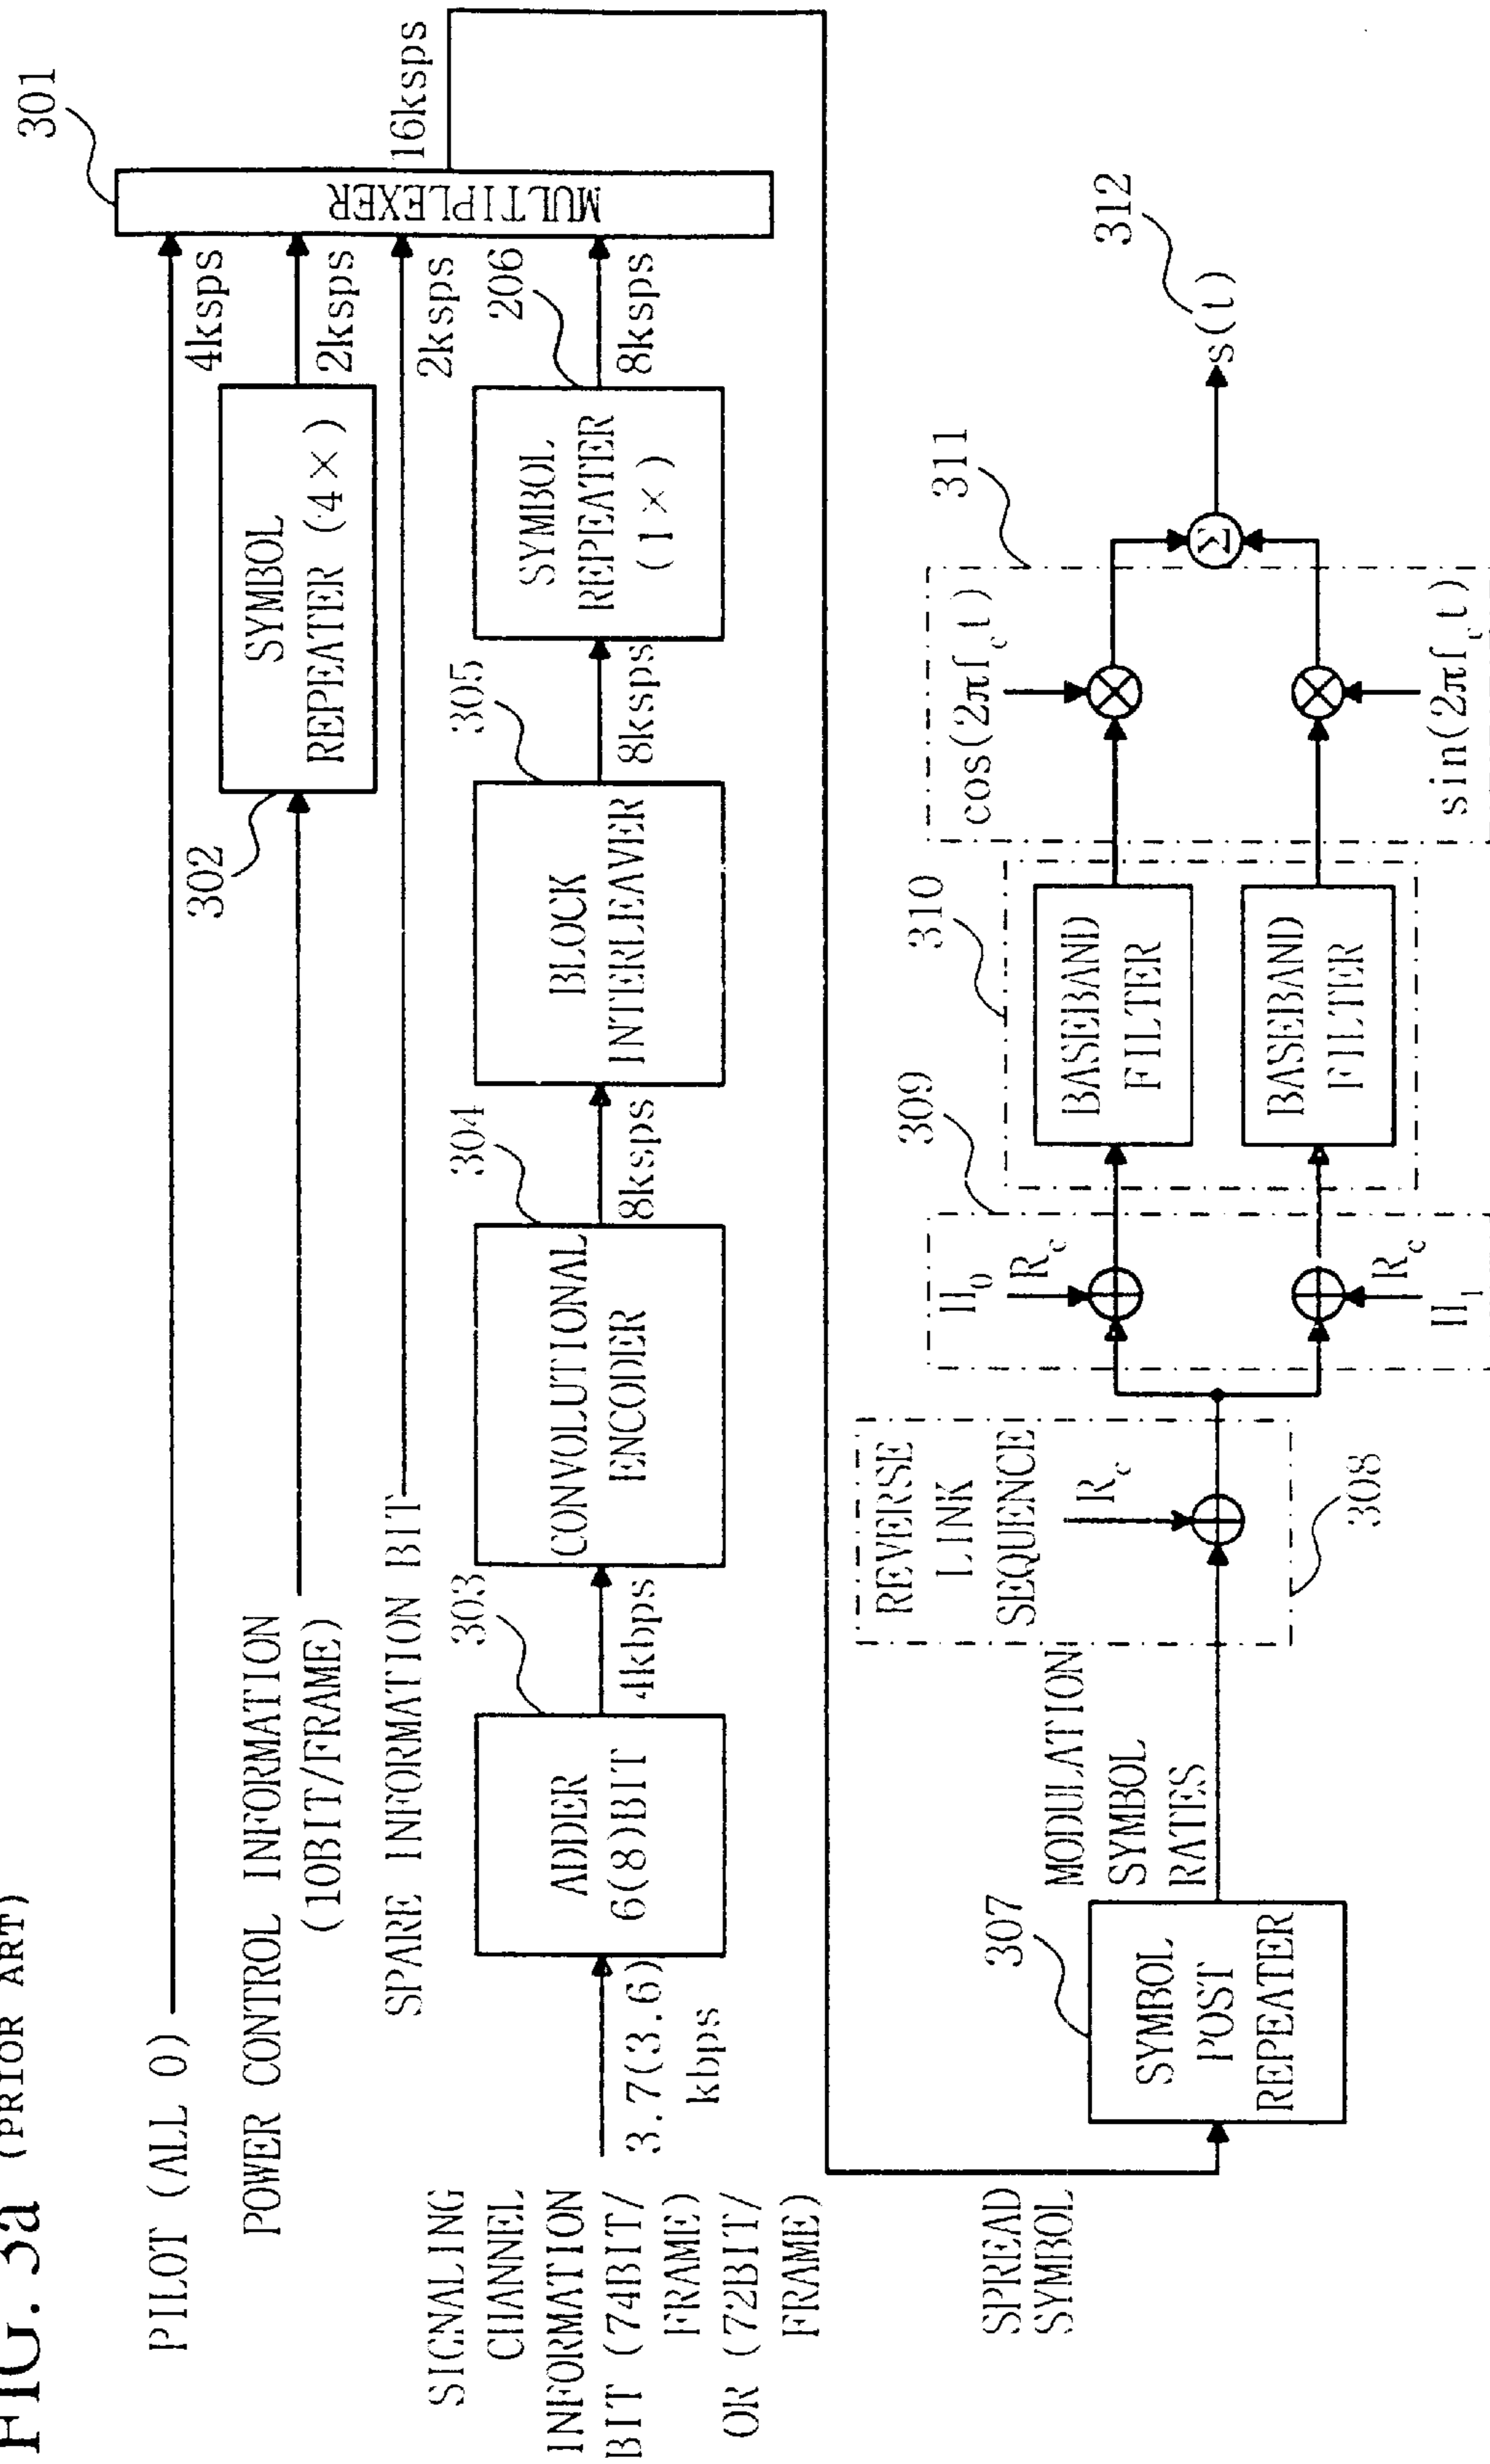 FIG. 3a (PRIOR ART)
PILOT (ALL 0)
4ksps
301
POWER CONTROL INFORMATION
(10BIT/FRAME)
302
SYMBOL
REPEATER (4×)
2ksps
MULTIPLEXER
16ksps
SPARE INFORMATION BIT
2ksps
SIGNALING
CHANNEL
INFORMATION
BIT (74BIT/
FRAME)
OR (72BIT/
FRAME)
3.7(3.6)
kbps
303
ADDER
6(8)BIT
4kbps
304
CONVOLUTIONAL
ENCODER
8ksps
305
BLOCK
INTERLEAVER
8ksps
206
SYMBOL
REPEATER
(1×)
8ksps
SPREAD
SYMBOL
307
SYMBOL
POST
REPEATER
MODULATION
SYMBOL
RATES
REVERSE
LINK
SEQUENCE
Rc
308
309
Rc
Rc
310
BASEBAND
FILTER
BASEBAND
FILTER
311
cos(2πfct)
sin(2πfct)
Σ
s(t)
312